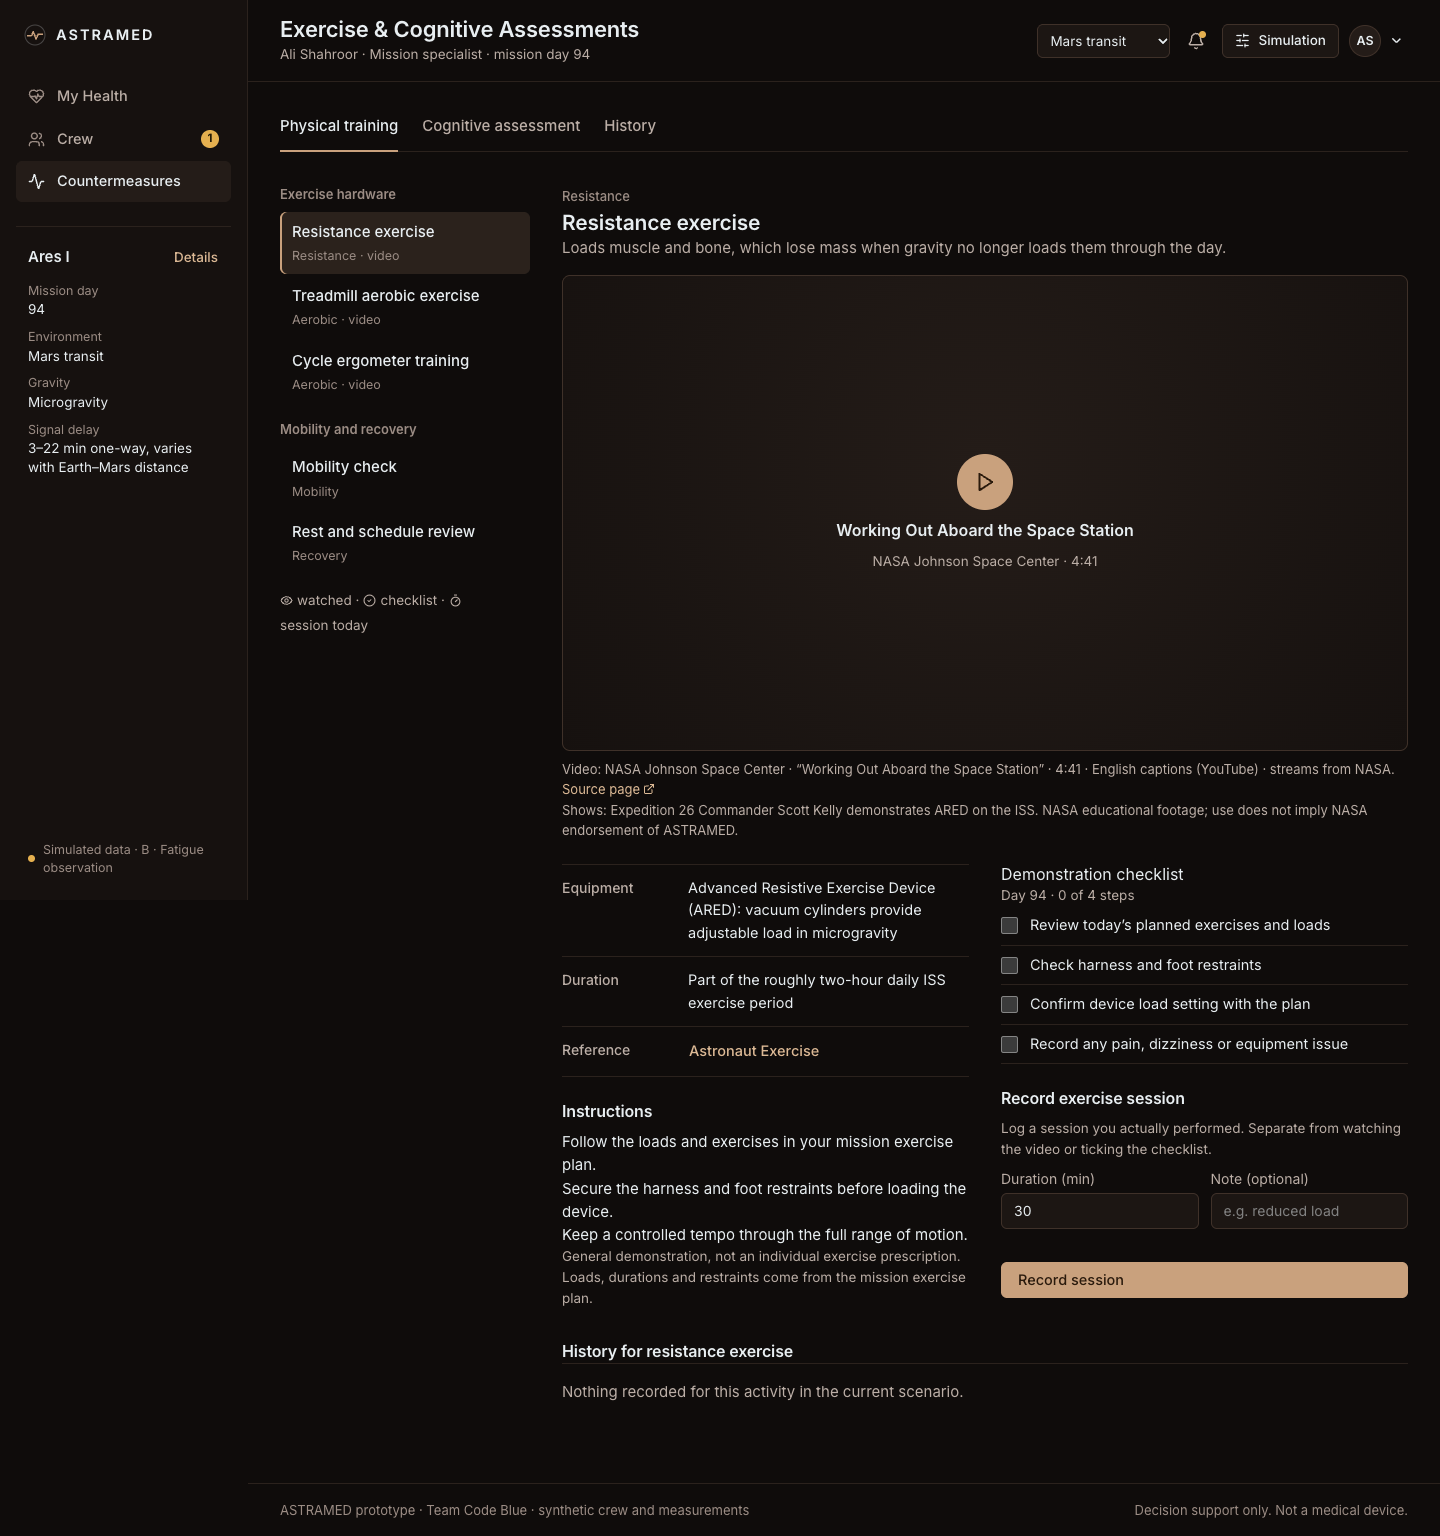 ASTRAMED
My Health
Crew
1
Countermeasures
Ares I
Details
Mission day
94
Environment
Mars transit
Gravity
Microgravity
Signal delay
3–22 min one-way, varies
with Earth–Mars distance
Simulated data · B · Fatigue
observation
Exercise & Cognitive Assessments
Ali Shahroor · Mission specialist · mission day 94
Mars transit
Simulation
AS
Physical training
Cognitive assessment
History
Exercise hardware
Resistance exercise
Resistance · video
Treadmill aerobic exercise
Aerobic · video
Cycle ergometer training
Aerobic · video
Mobility and recovery
Mobility check
Mobility
Rest and schedule review
Recovery
watched · checklist ·
session today
Resistance
Resistance exercise
Loads muscle and bone, which lose mass when gravity no longer loads them through the day.
Working Out Aboard the Space Station
NASA Johnson Space Center · 4:41
Video: NASA Johnson Space Center · “Working Out Aboard the Space Station” · 4:41 · English captions (YouTube) · streams from NASA.
Source page
Shows: Expedition 26 Commander Scott Kelly demonstrates ARED on the ISS. NASA educational footage; use does not imply NASA
endorsement of ASTRAMED.
Equipment
Advanced Resistive Exercise Device
(ARED): vacuum cylinders provide
adjustable load in microgravity
Duration
Part of the roughly two-hour daily ISS
exercise period
Reference
Astronaut Exercise
Instructions
Follow the loads and exercises in your mission exercise
plan.
Secure the harness and foot restraints before loading the
device.
Keep a controlled tempo through the full range of motion.
General demonstration, not an individual exercise prescription.
Loads, durations and restraints come from the mission exercise
plan.
Demonstration checklist
Day 94 · 0 of 4 steps
Review today’s planned exercises and loads
Check harness and foot restraints
Confirm device load setting with the plan
Record any pain, dizziness or equipment issue
Record exercise session
Log a session you actually performed. Separate from watching
the video or ticking the checklist.
Duration (min)
Note (optional)
30
e.g. reduced load
Record session
History for resistance exercise
Nothing recorded for this activity in the current scenario.
ASTRAMED prototype · Team Code Blue · synthetic crew and measurements
Decision support only. Not a medical device.